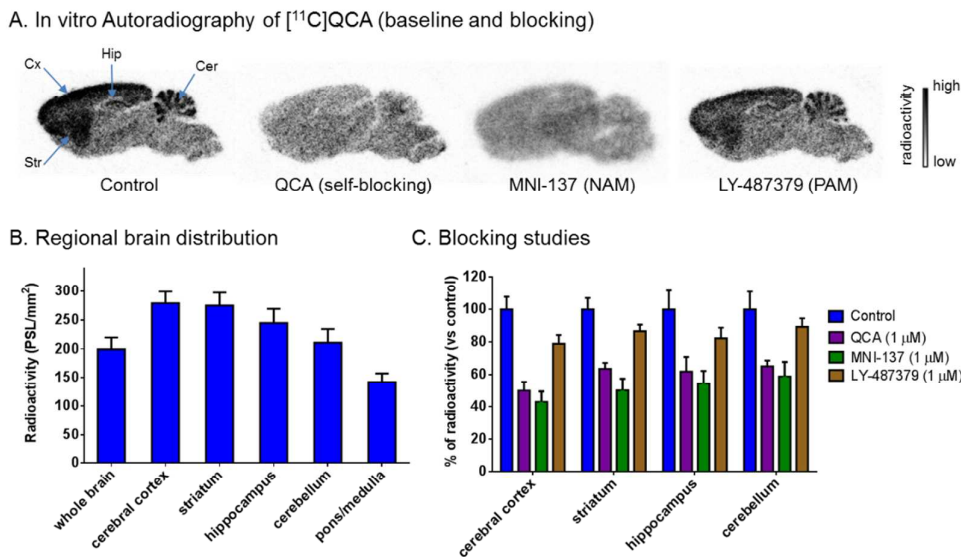 A. In vitro Autoradiography of [¹¹C]QCA (baseline and blocking)
Cx
Hip
Cer
Str
Control
QCA (self-blocking)
MNI-137 (NAM)
LY-487379 (PAM)
radioactivity
high
low
B. Regional brain distribution
Radioactivity (PSL/mm²)
300
250
200
150
100
50
0
whole brain
cerebral cortex
striatum
hippocampus
cerebellum
pons/medulla
C. Blocking studies
% of radioactivity (vs control)
120
100
80
60
40
20
0
cerebral cortex
striatum
hippocampus
cerebellum
Control
QCA (1 µM)
MNI-137 (1 µM)
LY-487379 (1 µM)